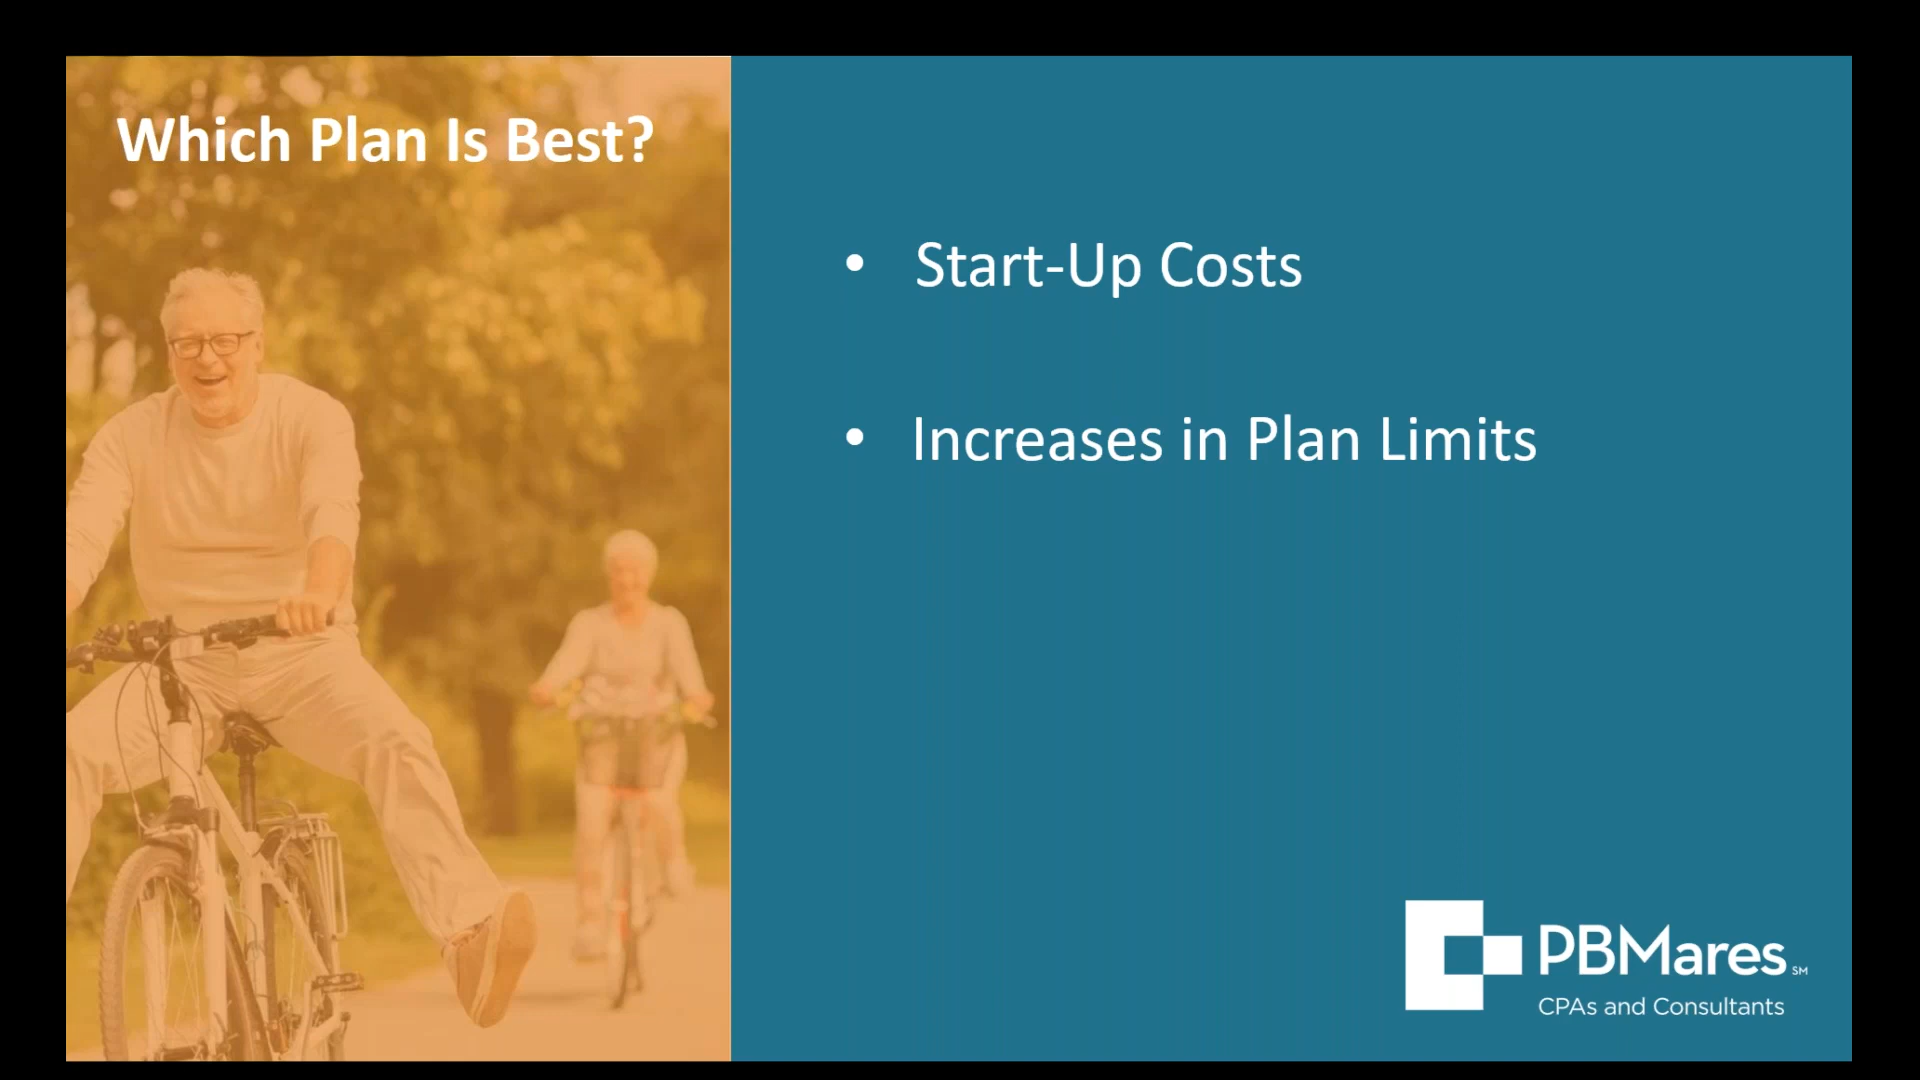 Which Plan Is Best?
• Start-Up Costs
• Increases in Plan Limits
PBMares SM
CPAs and Consultants